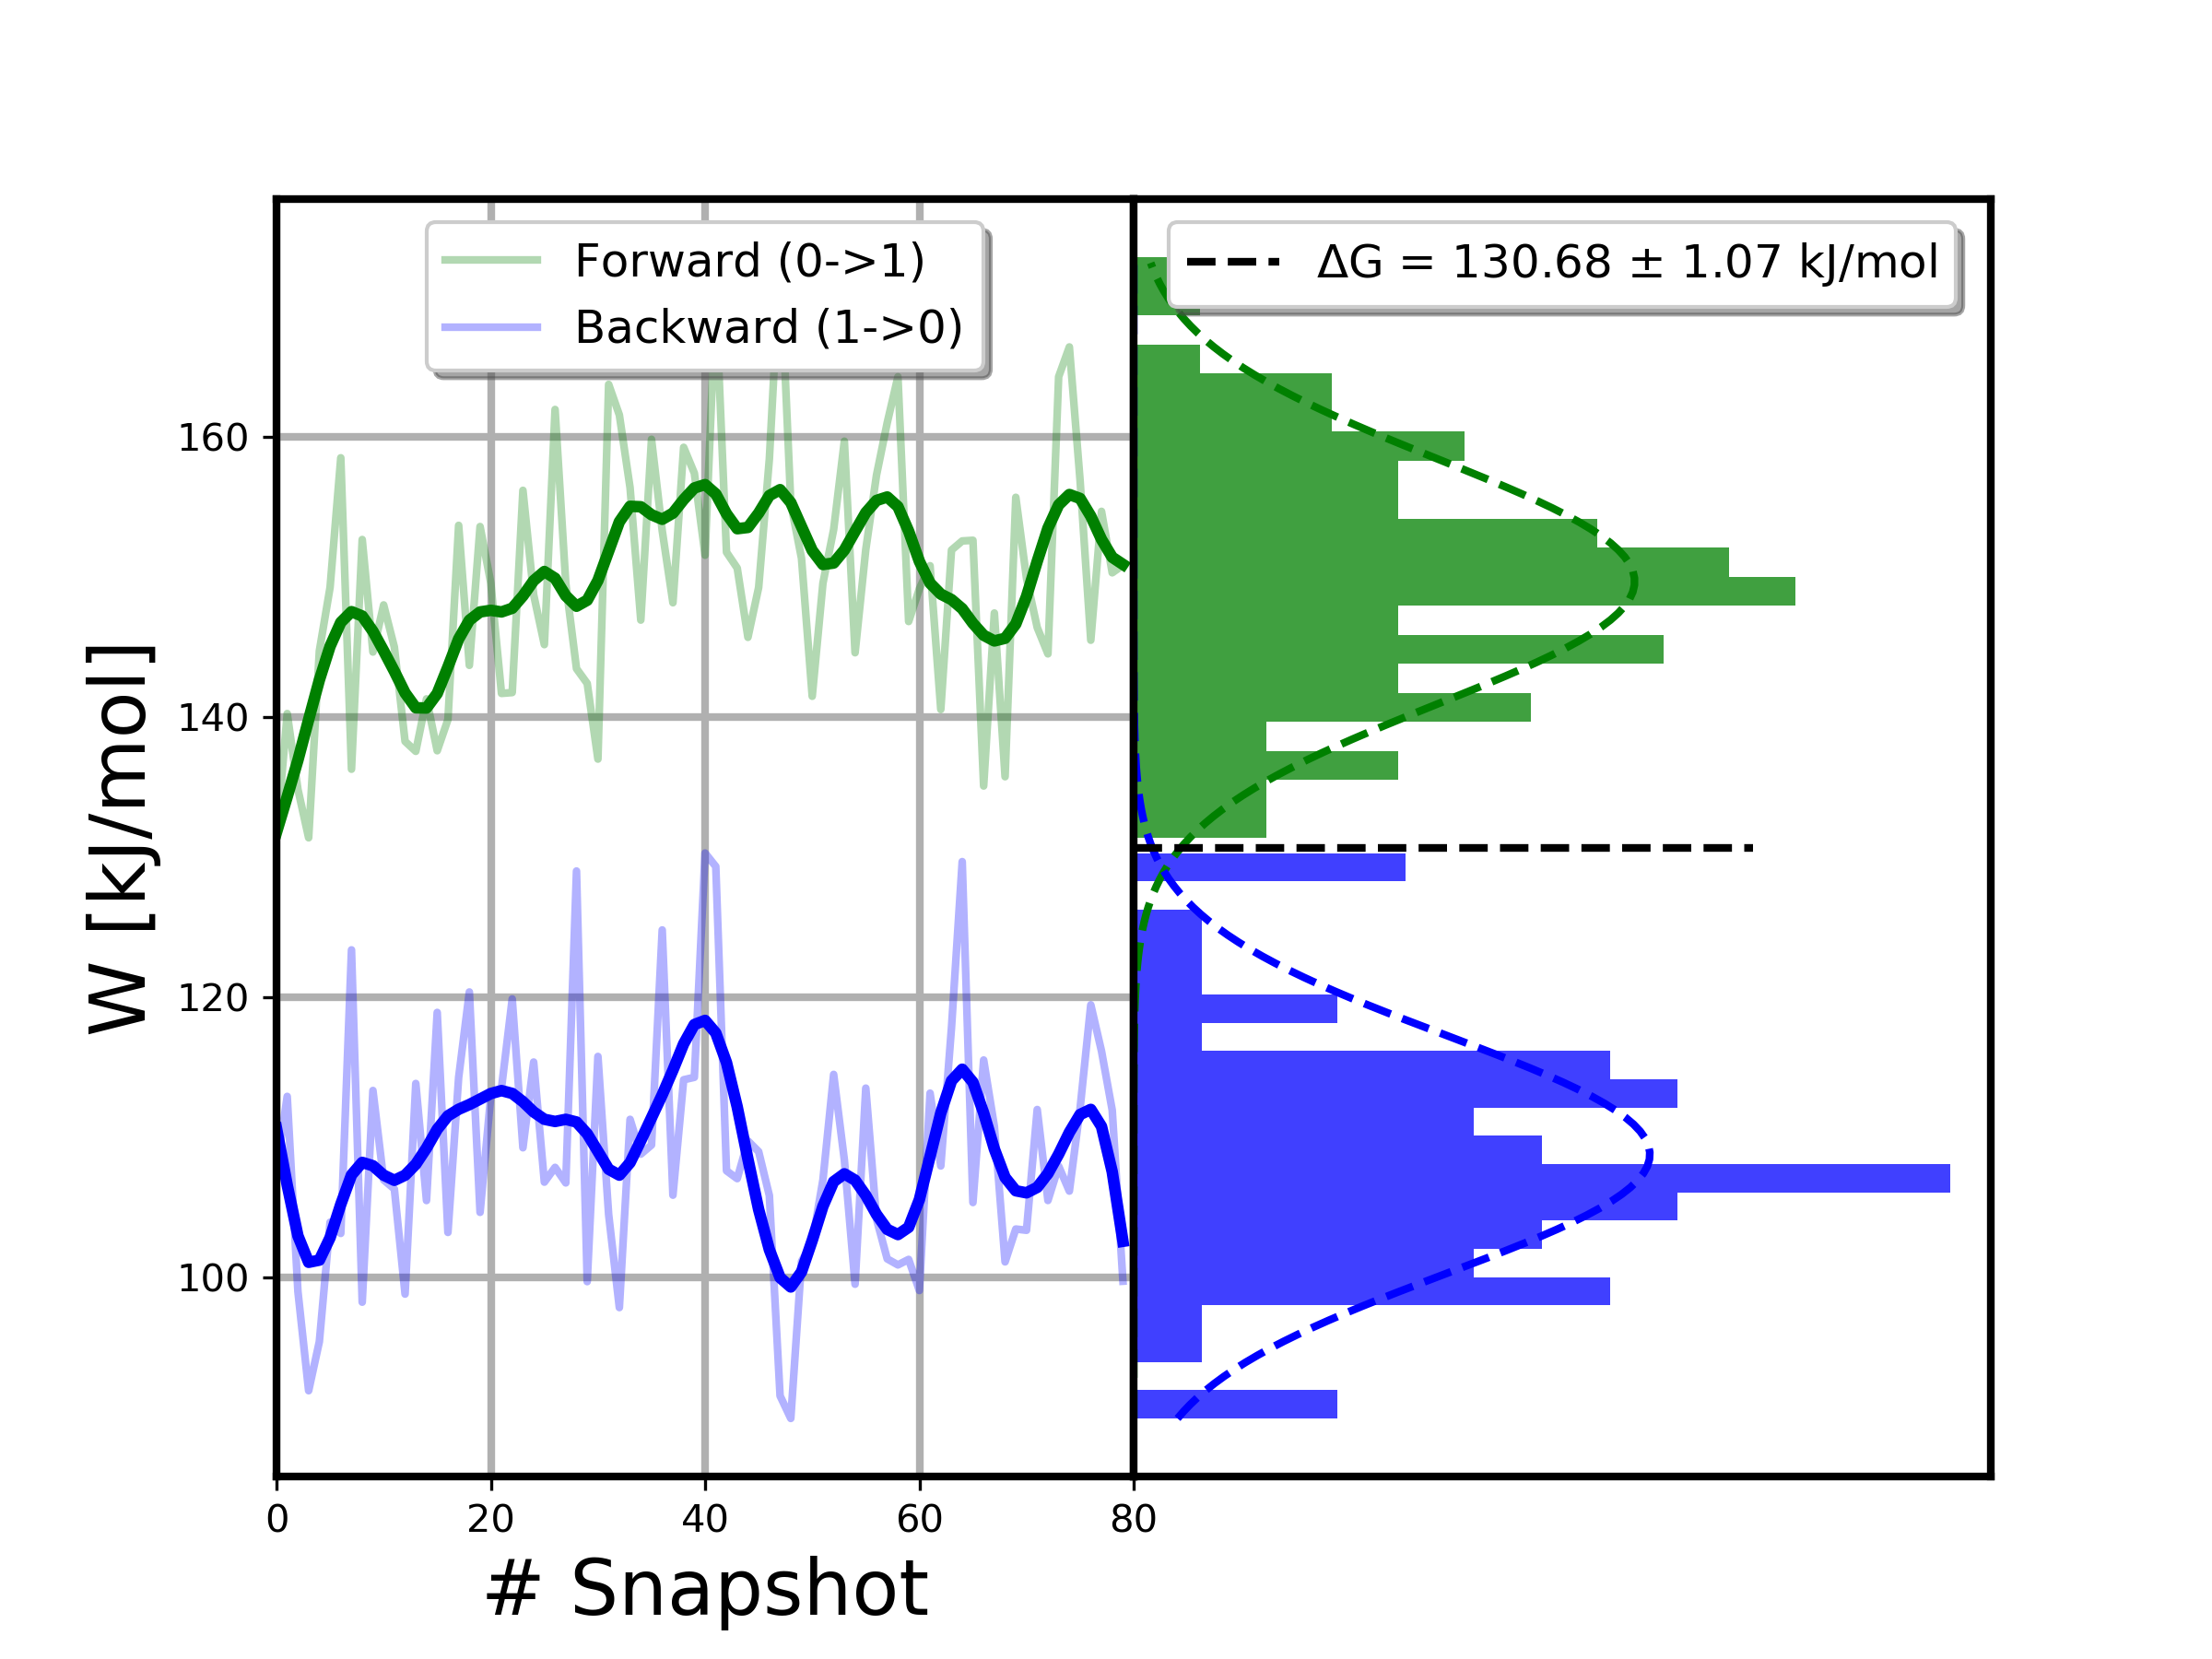 Forward (0->1)
Backward (1->0)
ΔG = 130.68 ± 1.07 kJ/mol
W [kJ/mol]
160
140
120
100
0 20 40 60 80
# Snapshot